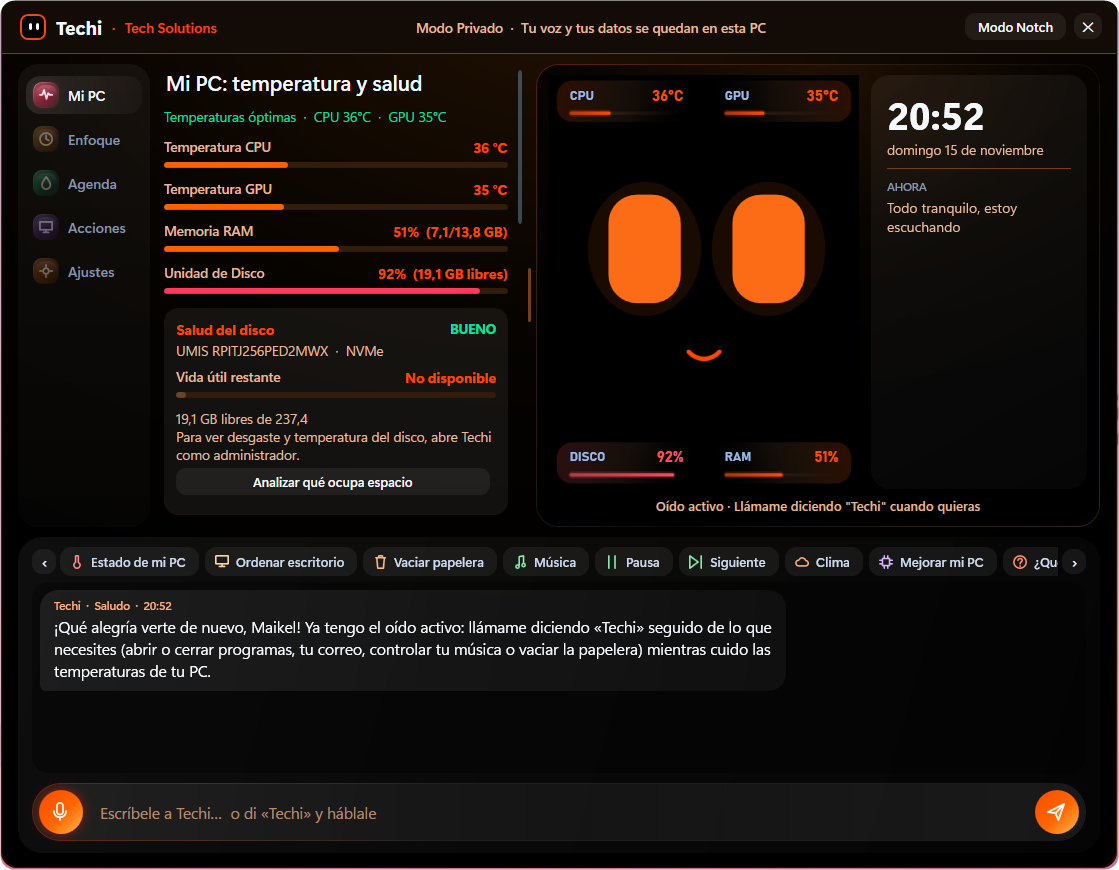 Techi · Tech Solutions
Modo Privado · Tu voz y tus datos se quedan en esta PC
Modo Notch
Mi PC
Enfoque
Agenda
Acciones
Ajustes
Mi PC: temperatura y salud
Temperaturas óptimas · CPU 36°C · GPU 35°C
Temperatura CPU 36 °C
Temperatura GPU 35 °C
Memoria RAM 51% (7,1/13,8 GB)
Unidad de Disco 92% (19,1 GB libres)
Salud del disco BUENO
UMIS RPITJ256PED2MWX · NVMe
Vida útil restante No disponible
19,1 GB libres de 237,4
Para ver desgaste y temperatura del disco, abre Techi
como administrador.
Analizar qué ocupa espacio
CPU 36°C GPU 35°C
DISCO 92% RAM 51%
Oído activo · Llámame diciendo "Techi" cuando quieras
20:52
domingo 15 de noviembre
AHORA
Todo tranquilo, estoy
escuchando
‹ Estado de mi PC Ordenar escritorio Vaciar papelera Música Pausa Siguiente Clima Mejorar mi PC ¿Qu ›
Techi · Saludo · 20:52
¡Qué alegría verte de nuevo, Maikel! Ya tengo el oído activo: llámame diciendo «Techi» seguido de lo que
necesites (abrir o cerrar programas, tu correo, controlar tu música o vaciar la papelera) mientras cuido las
temperaturas de tu PC.
Escríbele a Techi... o di «Techi» y háblale